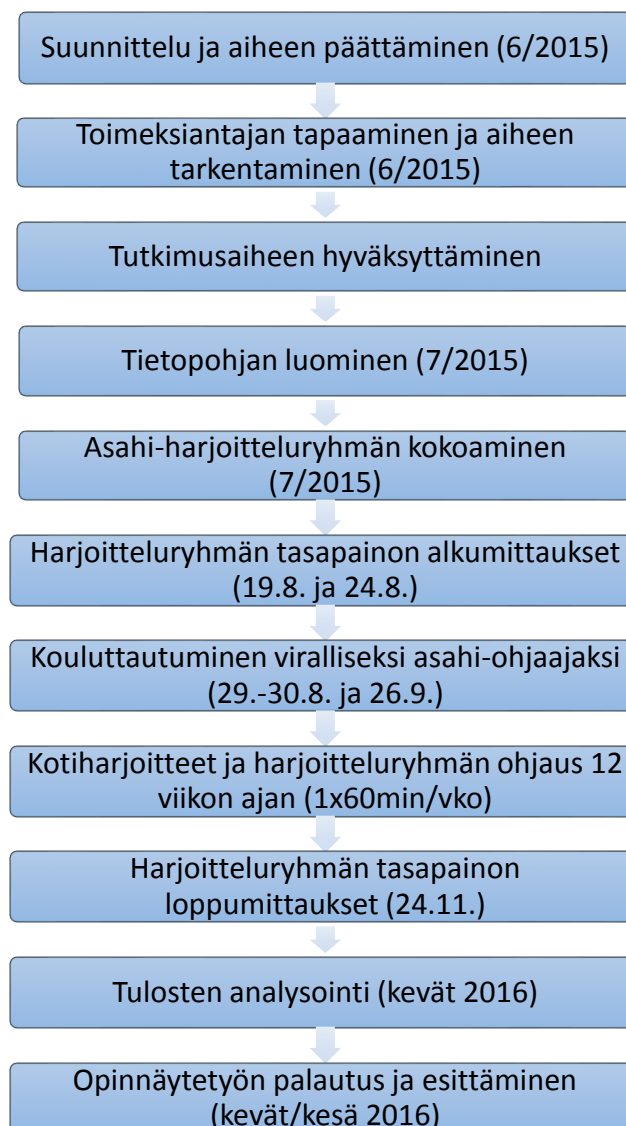 Suunnittelu ja aiheen päättäminen (6/2015)
Toimeksiantajan tapaaminen ja aiheen
tarkentaminen (6/2015)
Tutkimusaiheen hyväksyttäminen
Tietopohjan luominen (7/2015)
Asahi-harjoitteluryhmän kokoaminen
(7/2015)
Harjoitteluryhmän tasapainon alkumittaukset
(19.8. ja 24.8.)
Kouluttautuminen viralliseksi asahi-ohjaajaksi
(29.-30.8. ja 26.9.)
Kotiharjoitteet ja harjoitteluryhmän ohjaus 12
viikon ajan (1x60min/vko)
Harjoitteluryhmän tasapainon
loppumittaukset (24.11.)
Tulosten analysointi (kevät 2016)
Opinnäytetyön palautus ja esittäminen
(kevät/kesä 2016)